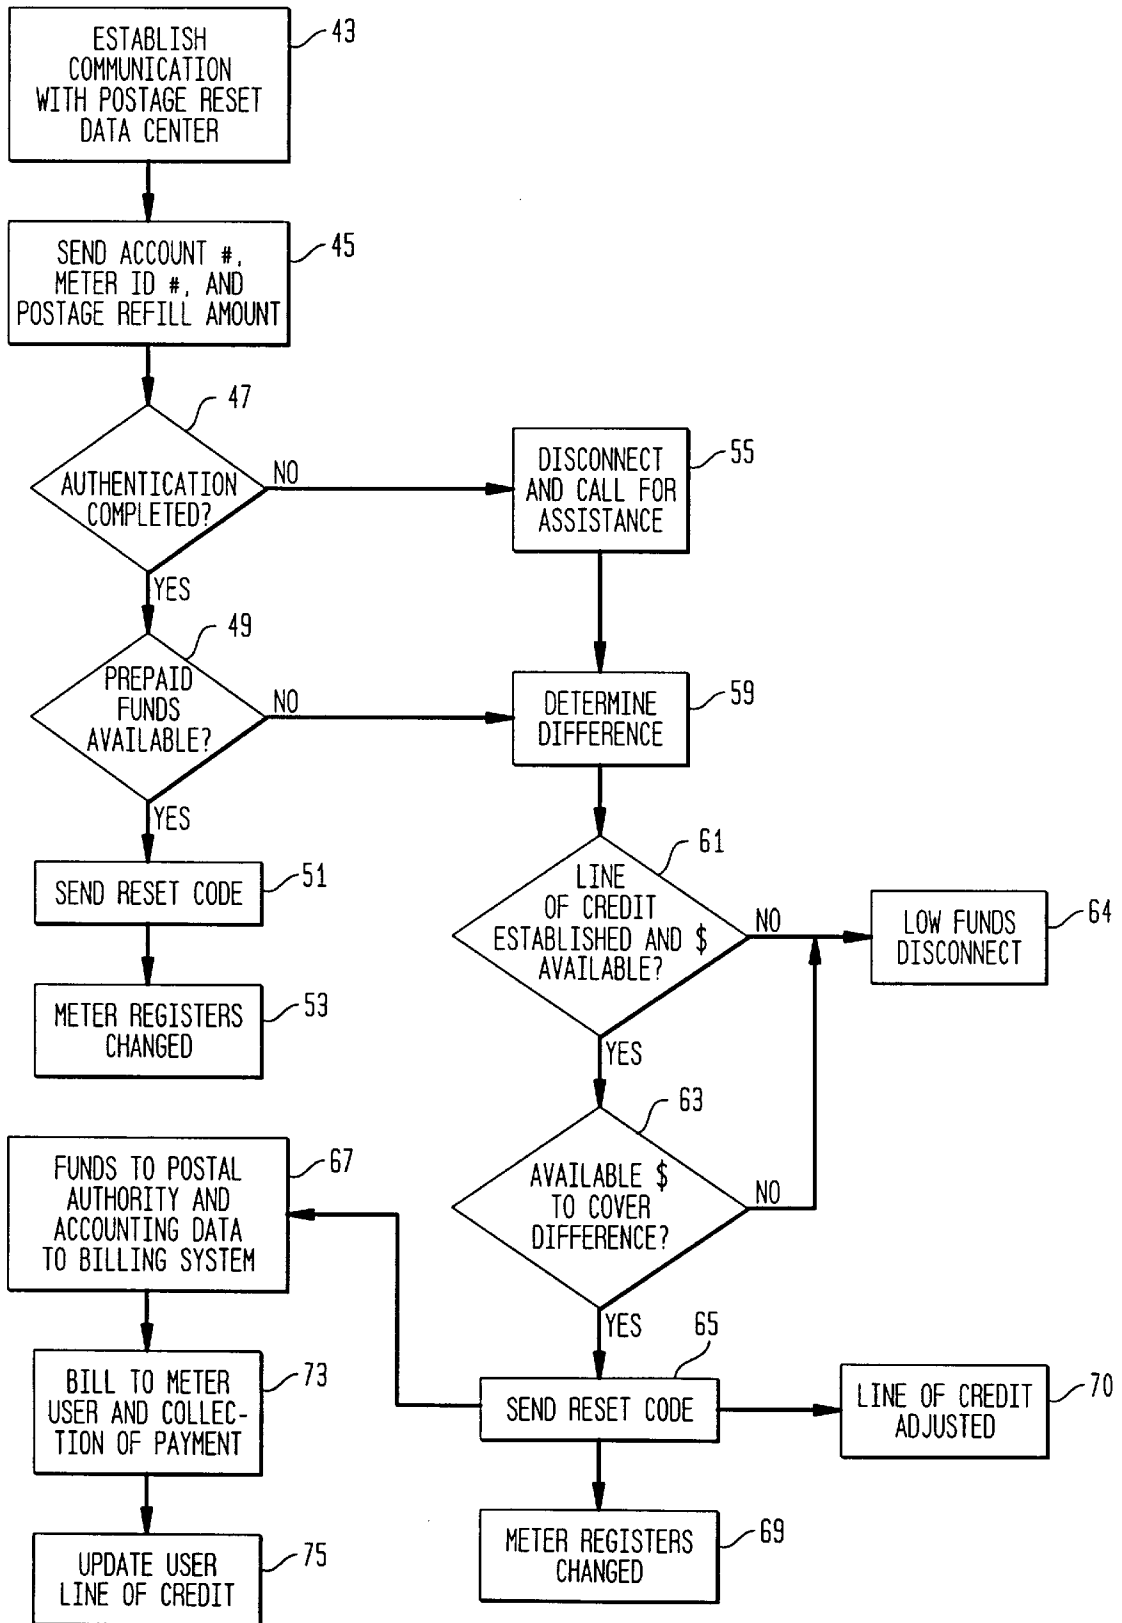 ESTABLISH
COMMUNICATION
WITH POSTAGE RESET
DATA CENTER
43
SEND ACCOUNT #,
METER ID #, AND
POSTAGE REFILL AMOUNT
45
47
AUTHENTICATION
COMPLETED?
NO
YES
DISCONNECT
AND CALL FOR
ASSISTANCE
55
49
PREPAID
FUNDS
AVAILABLE?
NO
YES
DETERMINE
DIFFERENCE
59
SEND RESET CODE
51
METER REGISTERS
CHANGED
53
61
LINE
OF CREDIT
ESTABLISHED AND $
AVAILABLE?
NO
YES
LOW FUNDS
DISCONNECT
64
63
AVAILABLE $
TO COVER
DIFFERENCE?
NO
YES
65
SEND RESET CODE
LINE OF CREDIT
ADJUSTED
70
METER REGISTERS
CHANGED
69
FUNDS TO POSTAL
AUTHORITY AND
ACCOUNTING DATA
TO BILLING SYSTEM
67
BILL TO METER
USER AND COLLEC-
TION OF PAYMENT
73
UPDATE USER
LINE OF CREDIT
75